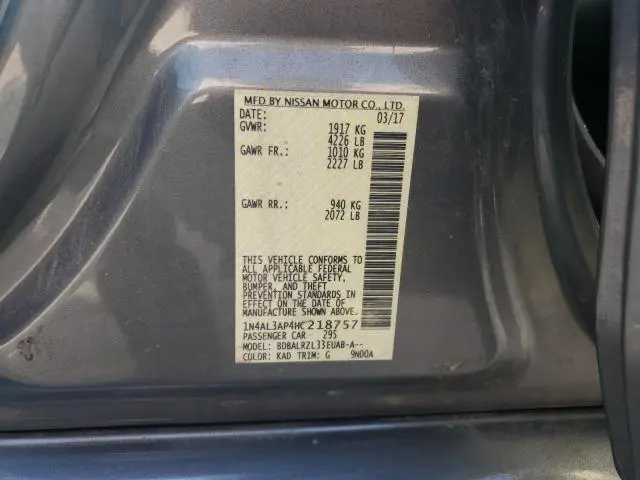 MFD BY NISSAN MOTOR CO., LTD.
DATE: 03/17
GVWR: 1917 KG
4226 LB
GAWR FR.: 1010 KG
2227 LB
GAWR RR.: 940 KG
2072 LB
THIS VEHICLE CONFORMS TO
ALL APPLICABLE FEDERAL
MOTOR VEHICLE SAFETY,
BUMPER, AND THEFT
PREVENTION STANDARDS IN
EFFECT ON THE DATE OF
MANUFACTURE SHOWN ABOVE.
1N4AL3AP4HC218757
PASSENGER CAR 295
MODEL: BDBALRZL33EUA8-A--
COLOR: KAD TRIM: G 9N00A